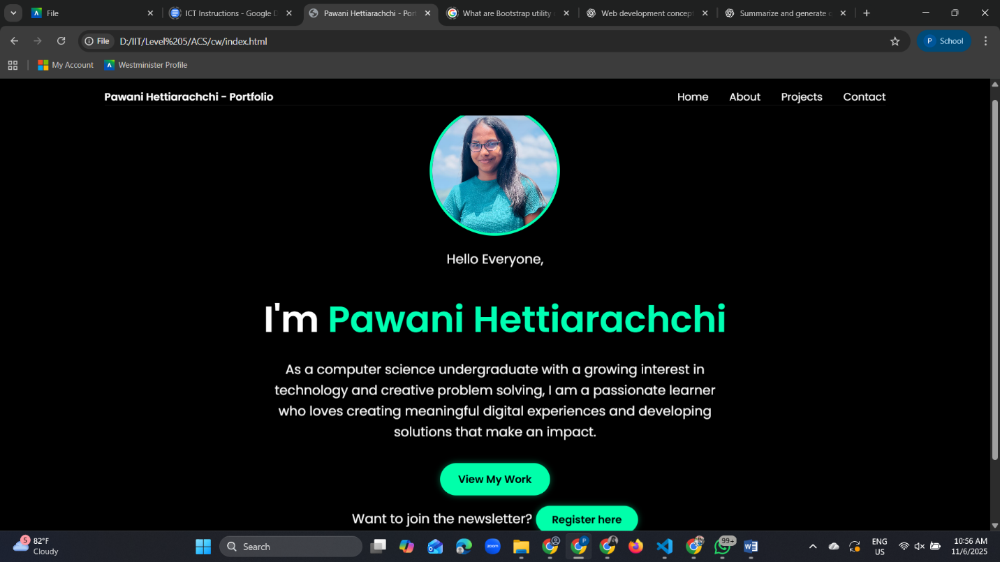 File
ICT Instructions - Google D
Pawani Hettiarachchi - Port
What are Bootstrap utility
Web development concept
Summarize and generate
File
D:/IIT/Level%205/ACS/cw/index.html
P
School
My Account
Westminister Profile
Pawani Hettiarachchi - Portfolio
Home
About
Projects
Contact
Hello Everyone,
I'm Pawani Hettiarachchi
As a computer science undergraduate with a growing interest in
technology and creative problem solving, I am a passionate learner
who loves creating meaningful digital experiences and developing
solutions that make an impact.
View My Work
Want to join the newsletter? Register here
5
82°F
Cloudy
Search
zoom
P
99+
ENG
US
10:56 AM
11/6/2025